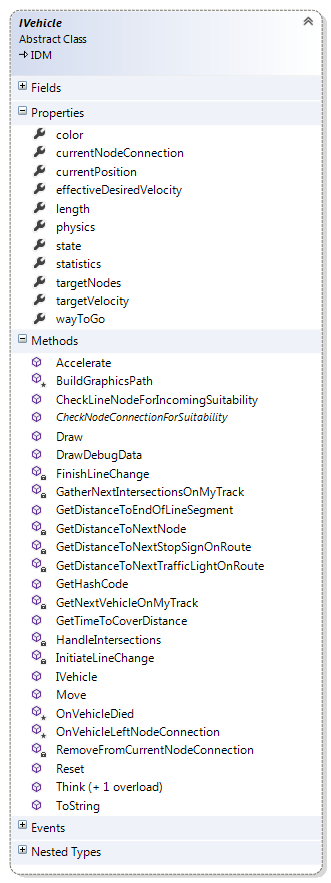 IVehicle
Abstract Class
IDM
Fields
Properties
color
currentNodeConnection
currentPosition
effectiveDesiredVelocity
length
physics
state
statistics
targetNodes
targetVelocity
wayToGo
Methods
Accelerate
BuildGraphicsPath
CheckLineNodeForIncomingSuitability
CheckNodeConnectionForSuitability
Draw
DrawDebugData
FinishLineChange
GatherNextIntersectionsOnMyTrack
GetDistanceToEndOfLineSegment
GetDistanceToNextNode
GetDistanceToNextStopSignOnRoute
GetDistanceToNextTrafficLightOnRoute
GetHashCode
GetNextVehicleOnMyTrack
GetTimeToCoverDistance
HandleIntersections
InitiateLineChange
IVehicle
Move
OnVehicleDied
OnVehicleLeftNodeConnection
RemoveFromCurrentNodeConnection
Reset
Think (+ 1 overload)
ToString
Events
Nested Types